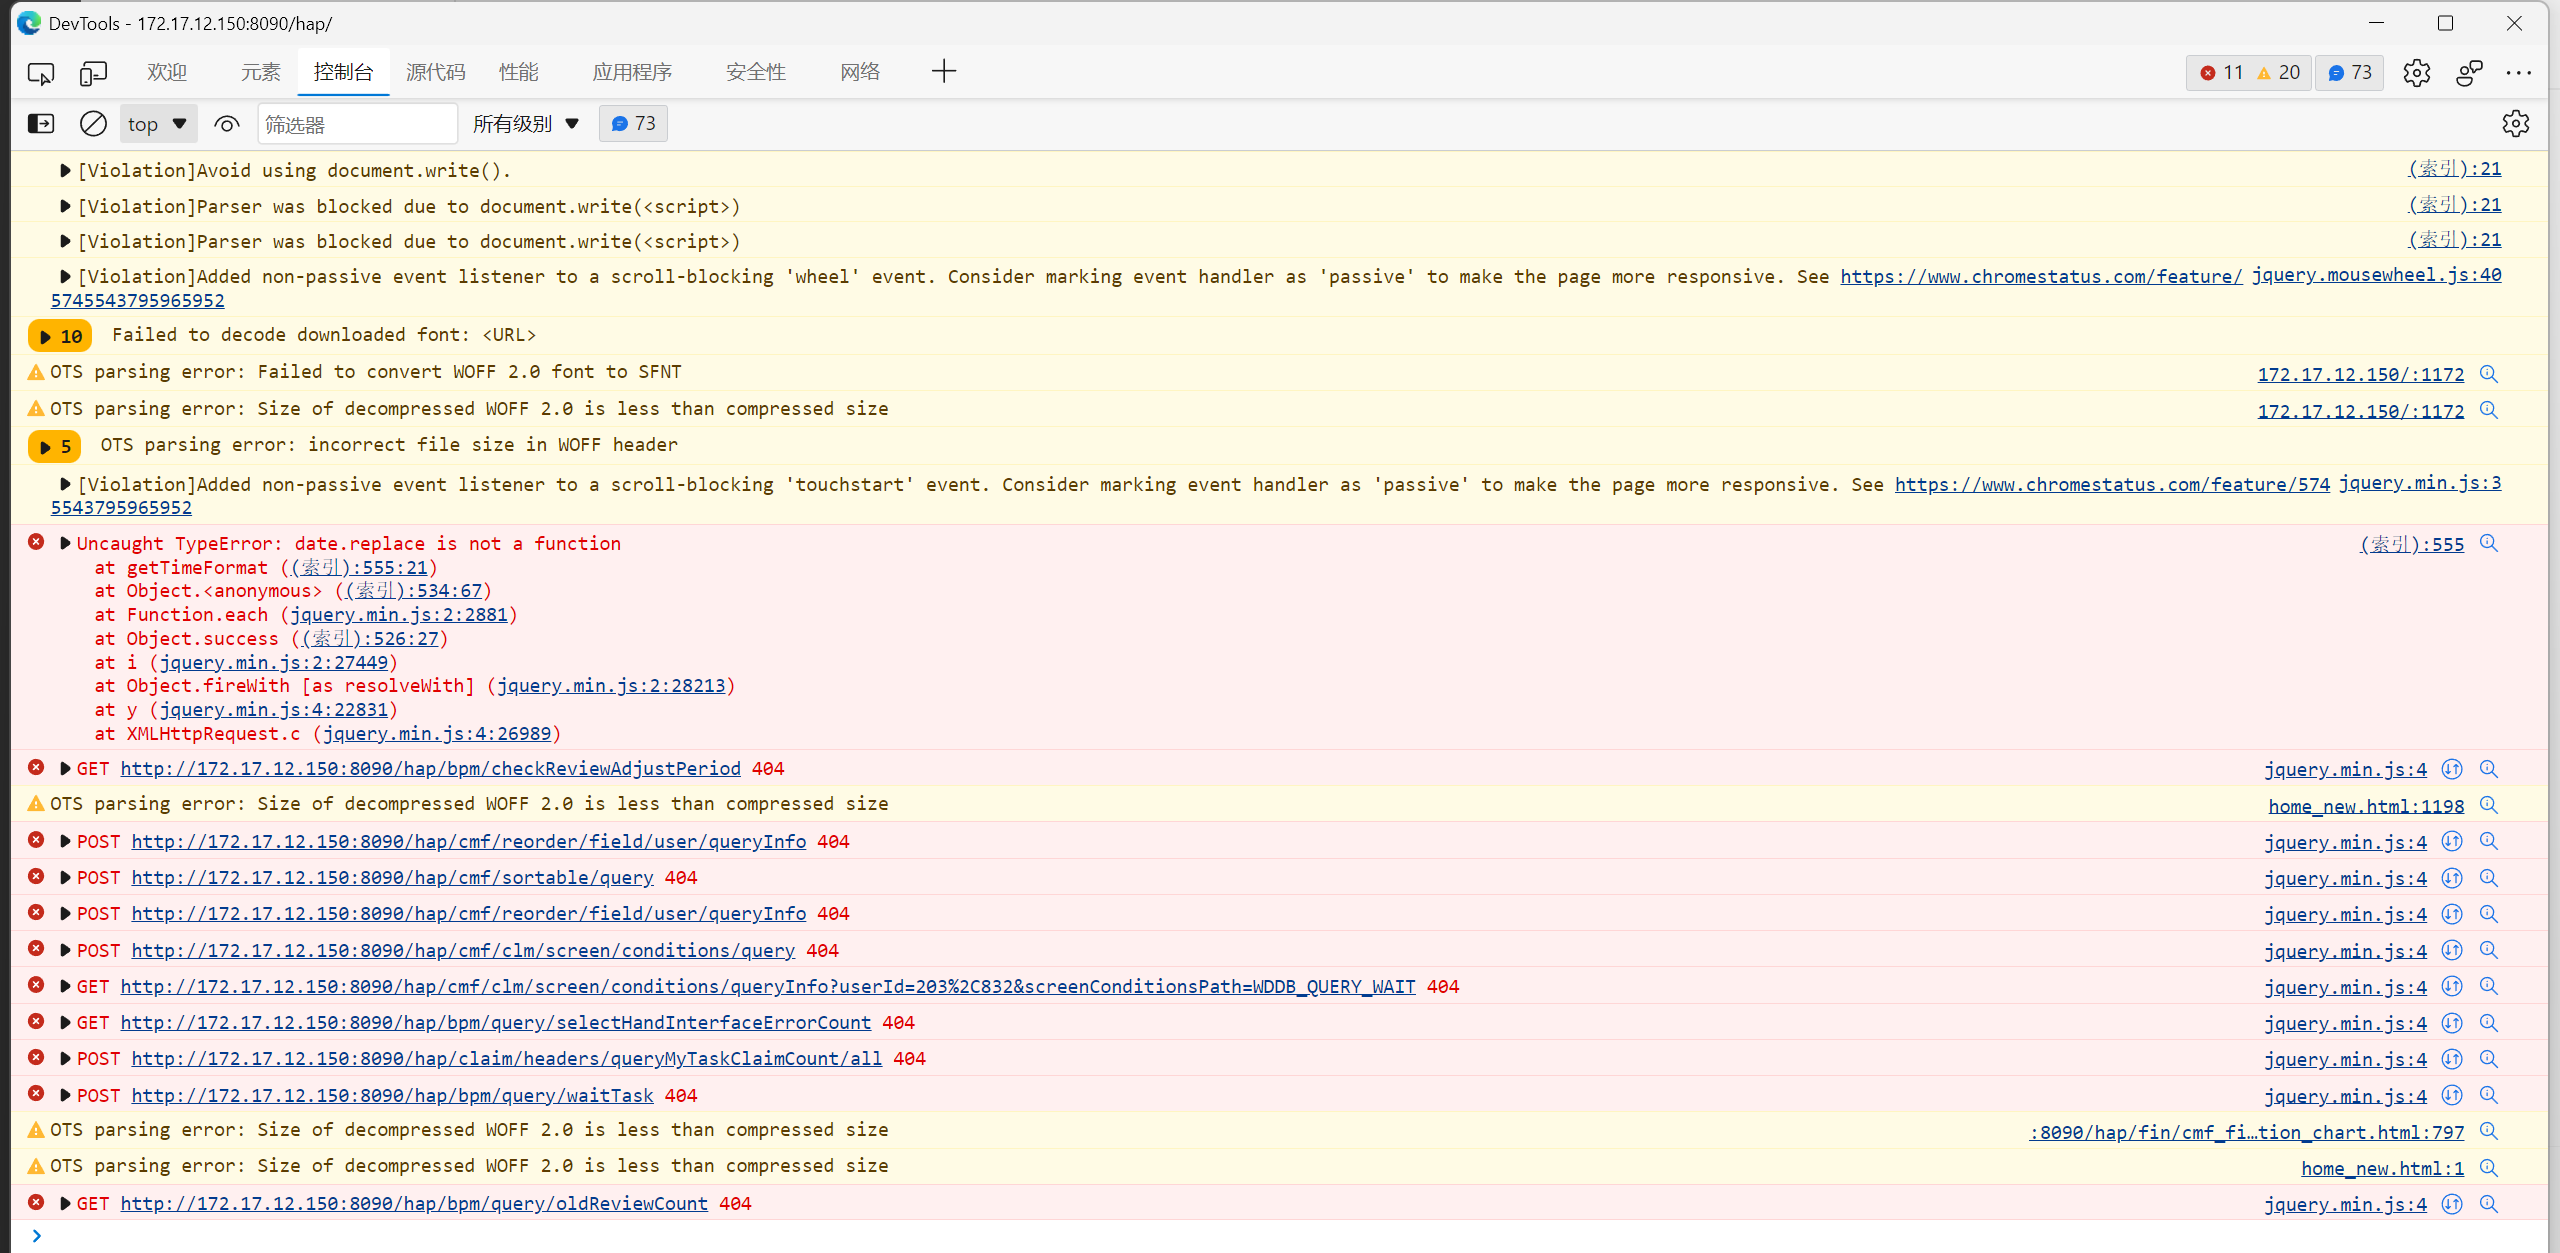 DevTools - 172.17.12.150:8090/hap/
欢迎 元素 控制台 源代码 性能 应用程序 安全性 网络 11 20 73
top 筛选器 所有级别 73
[Violation]Avoid using document.write(). (索引):21
[Violation]Parser was blocked due to document.write(<script>) (索引):21
[Violation]Parser was blocked due to document.write(<script>) (索引):21
[Violation]Added non-passive event listener to a scroll-blocking 'wheel' event. Consider marking event handler as 'passive' to make the page more responsive. See https://www.chromestatus.com/feature/ jquery.mousewheel.js:40
5745543795965952
10 Failed to decode downloaded font: <URL>
OTS parsing error: Failed to convert WOFF 2.0 font to SFNT 172.17.12.150/:1172
OTS parsing error: Size of decompressed WOFF 2.0 is less than compressed size 172.17.12.150/:1172
5 OTS parsing error: incorrect file size in WOFF header
[Violation]Added non-passive event listener to a scroll-blocking 'touchstart' event. Consider marking event handler as 'passive' to make the page more responsive. See https://www.chromestatus.com/feature/574 jquery.min.js:3
5543795965952
Uncaught TypeError: date.replace is not a function (索引):555
at getTimeFormat ((索引):555:21)
at Object.<anonymous> ((索引):534:67)
at Function.each (jquery.min.js:2:2881)
at Object.success ((索引):526:27)
at i (jquery.min.js:2:27449)
at Object.fireWith [as resolveWith] (jquery.min.js:2:28213)
at y (jquery.min.js:4:22831)
at XMLHttpRequest.c (jquery.min.js:4:26989)
GET http://172.17.12.150:8090/hap/bpm/checkReviewAdjustPeriod 404 jquery.min.js:4
OTS parsing error: Size of decompressed WOFF 2.0 is less than compressed size home_new.html:1198
POST http://172.17.12.150:8090/hap/cmf/reorder/field/user/queryInfo 404 jquery.min.js:4
POST http://172.17.12.150:8090/hap/cmf/sortable/query 404 jquery.min.js:4
POST http://172.17.12.150:8090/hap/cmf/reorder/field/user/queryInfo 404 jquery.min.js:4
POST http://172.17.12.150:8090/hap/cmf/clm/screen/conditions/query 404 jquery.min.js:4
GET http://172.17.12.150:8090/hap/cmf/clm/screen/conditions/queryInfo?userId=203%2C832&screenConditionsPath=WDDB_QUERY_WAIT 404 jquery.min.js:4
GET http://172.17.12.150:8090/hap/bpm/query/selectHandInterfaceErrorCount 404 jquery.min.js:4
POST http://172.17.12.150:8090/hap/claim/headers/queryMyTaskClaimCount/all 404 jquery.min.js:4
POST http://172.17.12.150:8090/hap/bpm/query/waitTask 404 jquery.min.js:4
OTS parsing error: Size of decompressed WOFF 2.0 is less than compressed size :8090/hap/fin/cmf_fi…tion_chart.html:797
OTS parsing error: Size of decompressed WOFF 2.0 is less than compressed size home_new.html:1
GET http://172.17.12.150:8090/hap/bpm/query/oldReviewCount 404 jquery.min.js:4